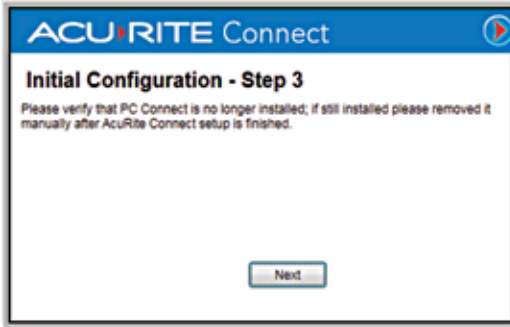 ACU RITE Connect
Initial Configuration - Step 3
Please verify that PC Connect is no longer installed; if still installed please removed it
manually after AcuRite Connect setup is finished.
Next